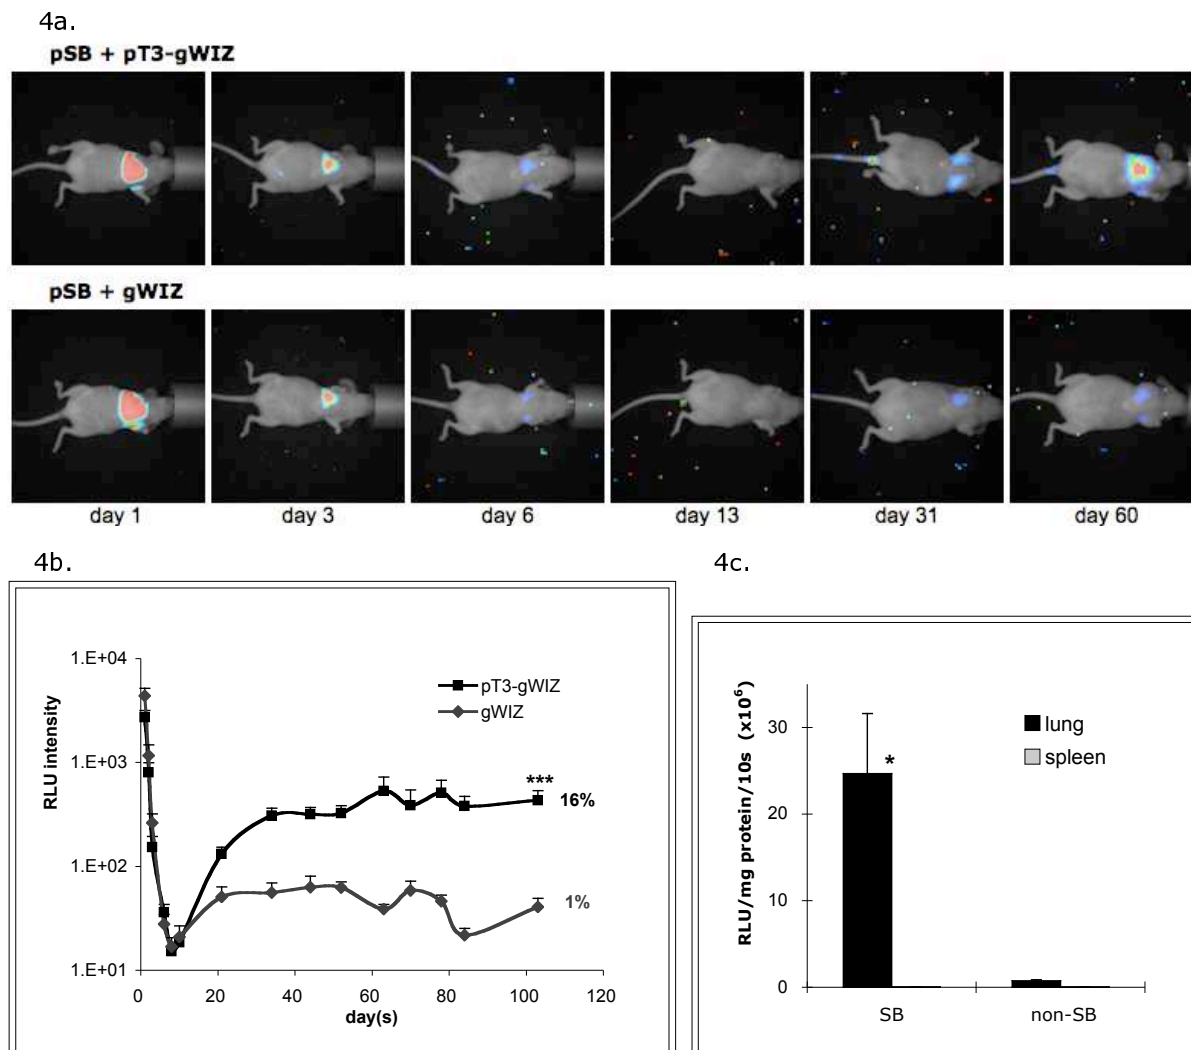 4a.
pSB + pT3-gWIZ
pSB + gWIZ
day 1 day 3 day 6 day 13 day 31 day 60
4b.
1.E+04
1.E+03
1.E+02
1.E+01
RLU intensity
pT3-gWIZ
gWIZ
***
16%
1%
0 20 40 60 80 100 120
day(s)
4c.
RLU/mg protein/10s (x10⁶)
30
20
10
0
lung
spleen
*
SB non-SB